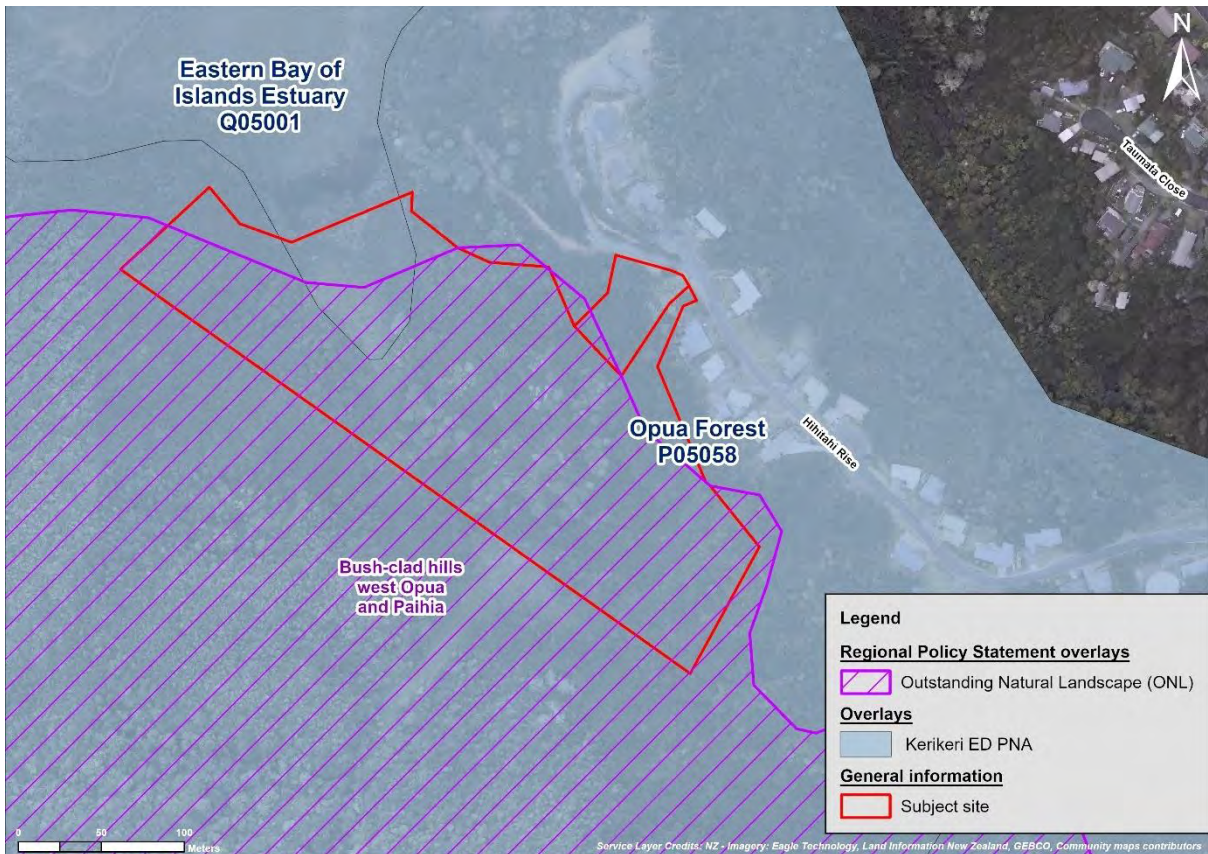 Eastern Bay of
Islands Estuary
Q05001
N
Taumata Close
Opua Forest
P05058
Hihitahi Rise
Bush-clad hills
west Opua
and Paihia
Legend
Regional Policy Statement overlays
Outstanding Natural Landscape (ONL)
Overlays
Kerikeri ED PNA
General information
Subject site
0 50 100
Meters
Service Layer Credits: NZ - Imagery: Eagle Technology, Land Information New Zealand, GEBCO, Community maps contributors